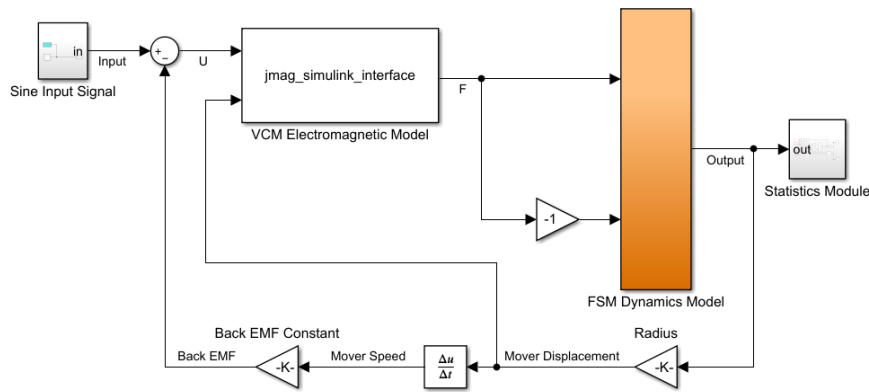 in
Input
Sine Input Signal
+
−
U
jmag_simulink_interface
VCM Electromagnetic Model
F
-1
FSM Dynamics Model
Output
out
Statistics Module
Back EMF Constant
Radius
Back EMF
-K-
Mover Speed
Δu
Δt
Mover Displacement
-K-